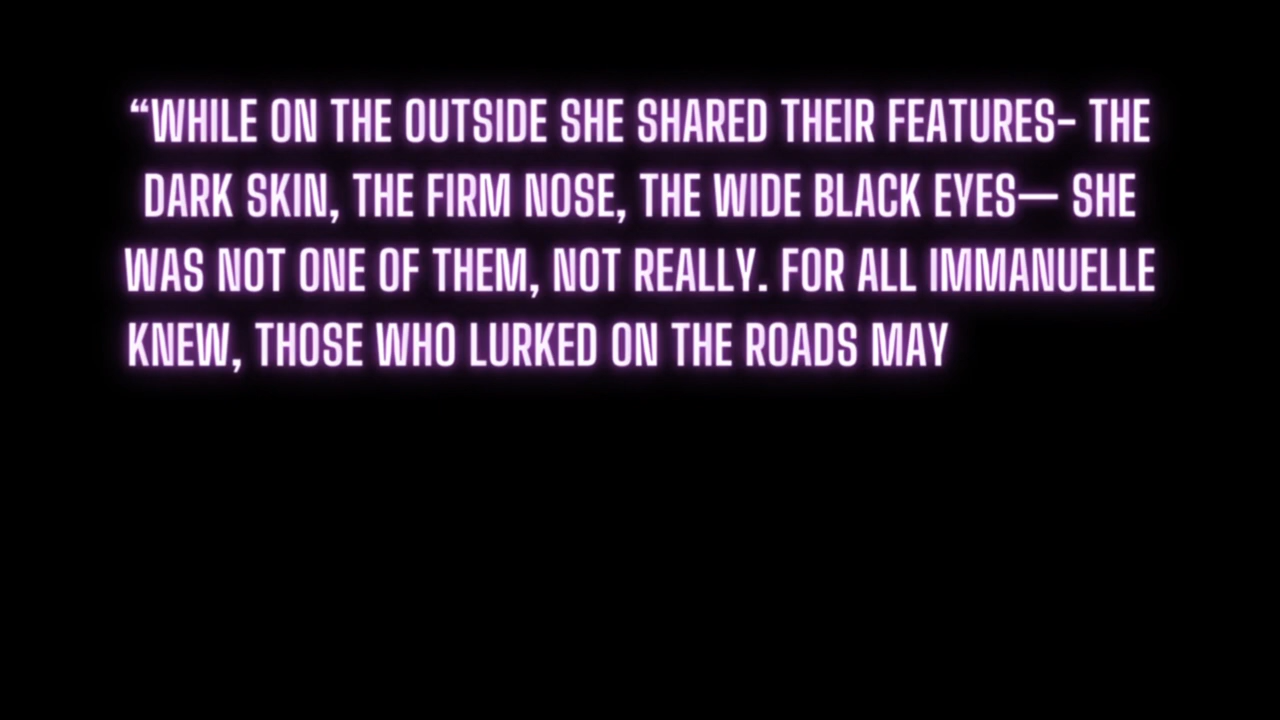 “WHILE ON THE OUTSIDE SHE SHARED THEIR FEATURES- THE
DARK SKIN, THE FIRM NOSE, THE WIDE BLACK EYES— SHE
WAS NOT ONE OF THEM, NOT REALLY. FOR ALL IMMANUELLE
KNEW, THOSE WHO LURKED ON THE ROADS MAY